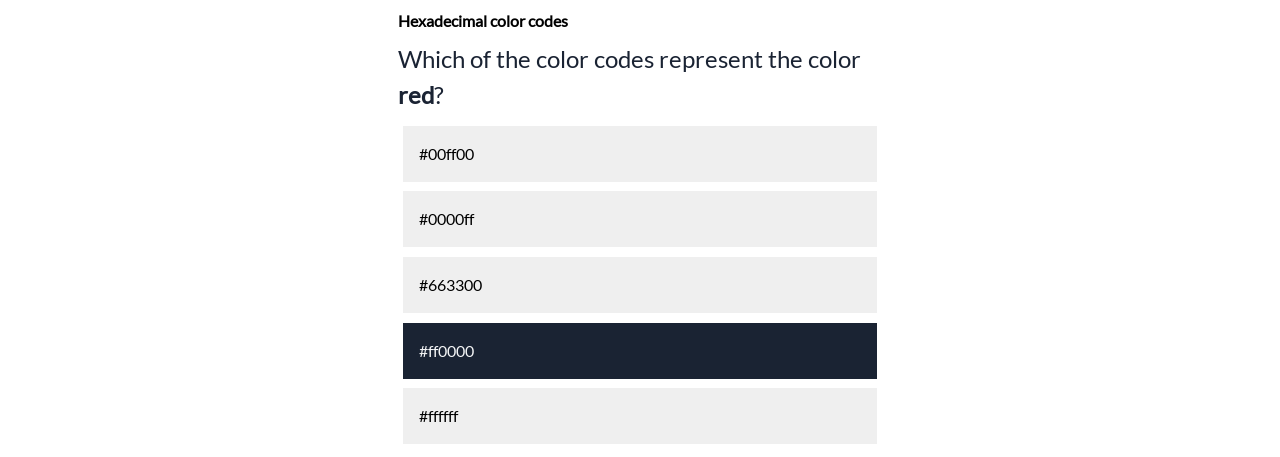 Hexadecimal color codes
Which of the color codes represent the color
red?
#00ff00
#0000ff
#663300
#ff0000
#ffffff